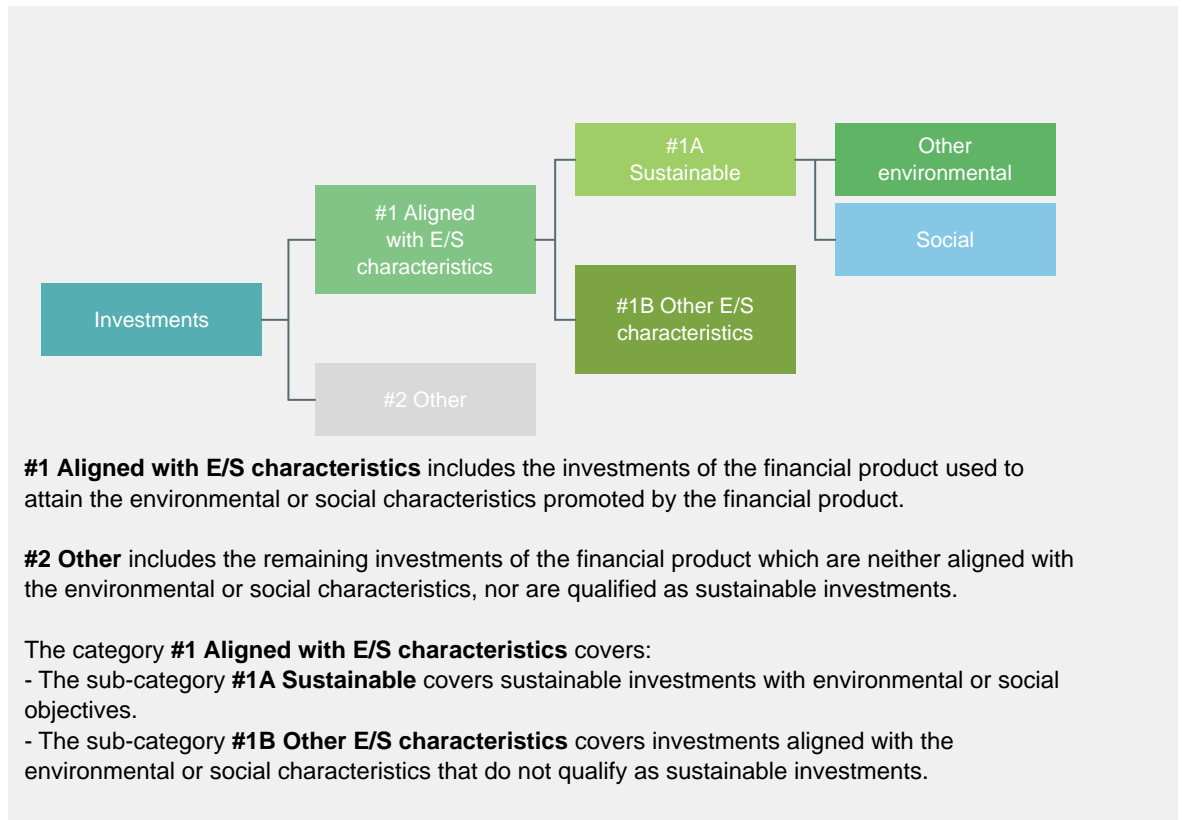 #1A
Sustainable
Other
environmental
#1 Aligned
with E/S
characteristics
Social
Investments
#1B Other E/S
characteristics
#2 Other
#1 Aligned with E/S characteristics includes the investments of the financial product used to
attain the environmental or social characteristics promoted by the financial product.
#2 Other includes the remaining investments of the financial product which are neither aligned with
the environmental or social characteristics, nor are qualified as sustainable investments.
The category #1 Aligned with E/S characteristics covers:
- The sub-category #1A Sustainable covers sustainable investments with environmental or social
objectives.
- The sub-category #1B Other E/S characteristics covers investments aligned with the
environmental or social characteristics that do not qualify as sustainable investments.